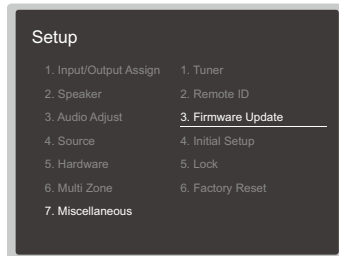 Setup
1. Input/Output Assign
2. Speaker
3. Audio Adjust
4. Source
5. Hardware
6. Multi Zone
7. Miscellaneous
1. Tuner
2. Remote ID
3. Firmware Update
4. Initial Setup
5. Lock
6. Factory Reset